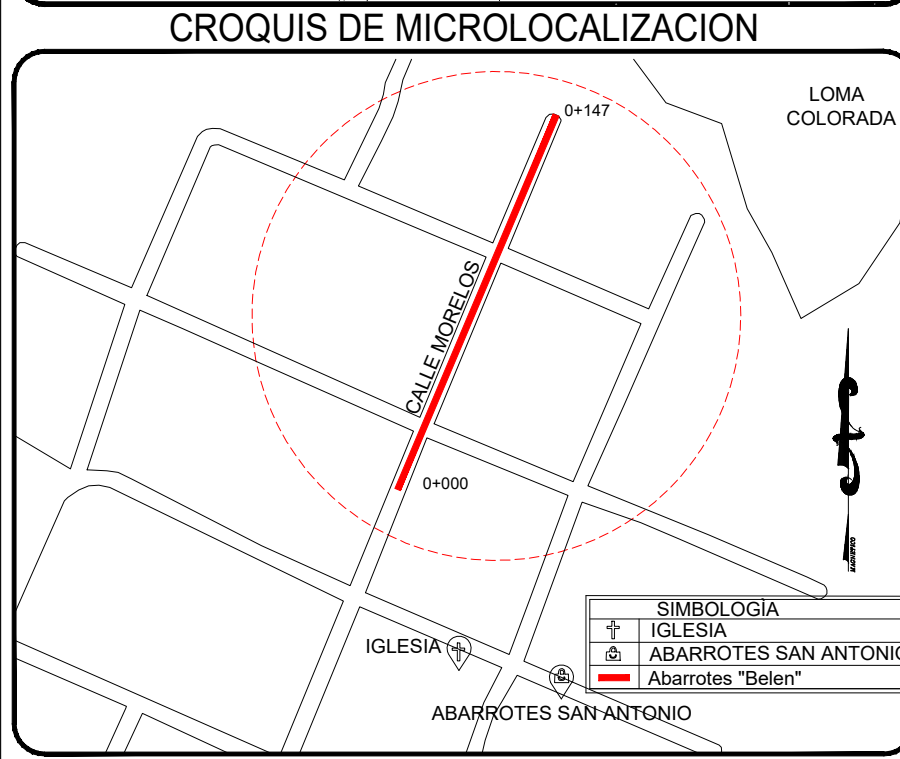 CROQUIS DE MICROLOCALIZACION
LOMA
COLORADA
0+147
CALLE MORELOS
0+000
IGLESIA
ABARROTES SAN ANTONIO
SIMBOLOGÌA
IGLESIA
ABARROTES SAN ANTONIO
Abarrotes "Belen"